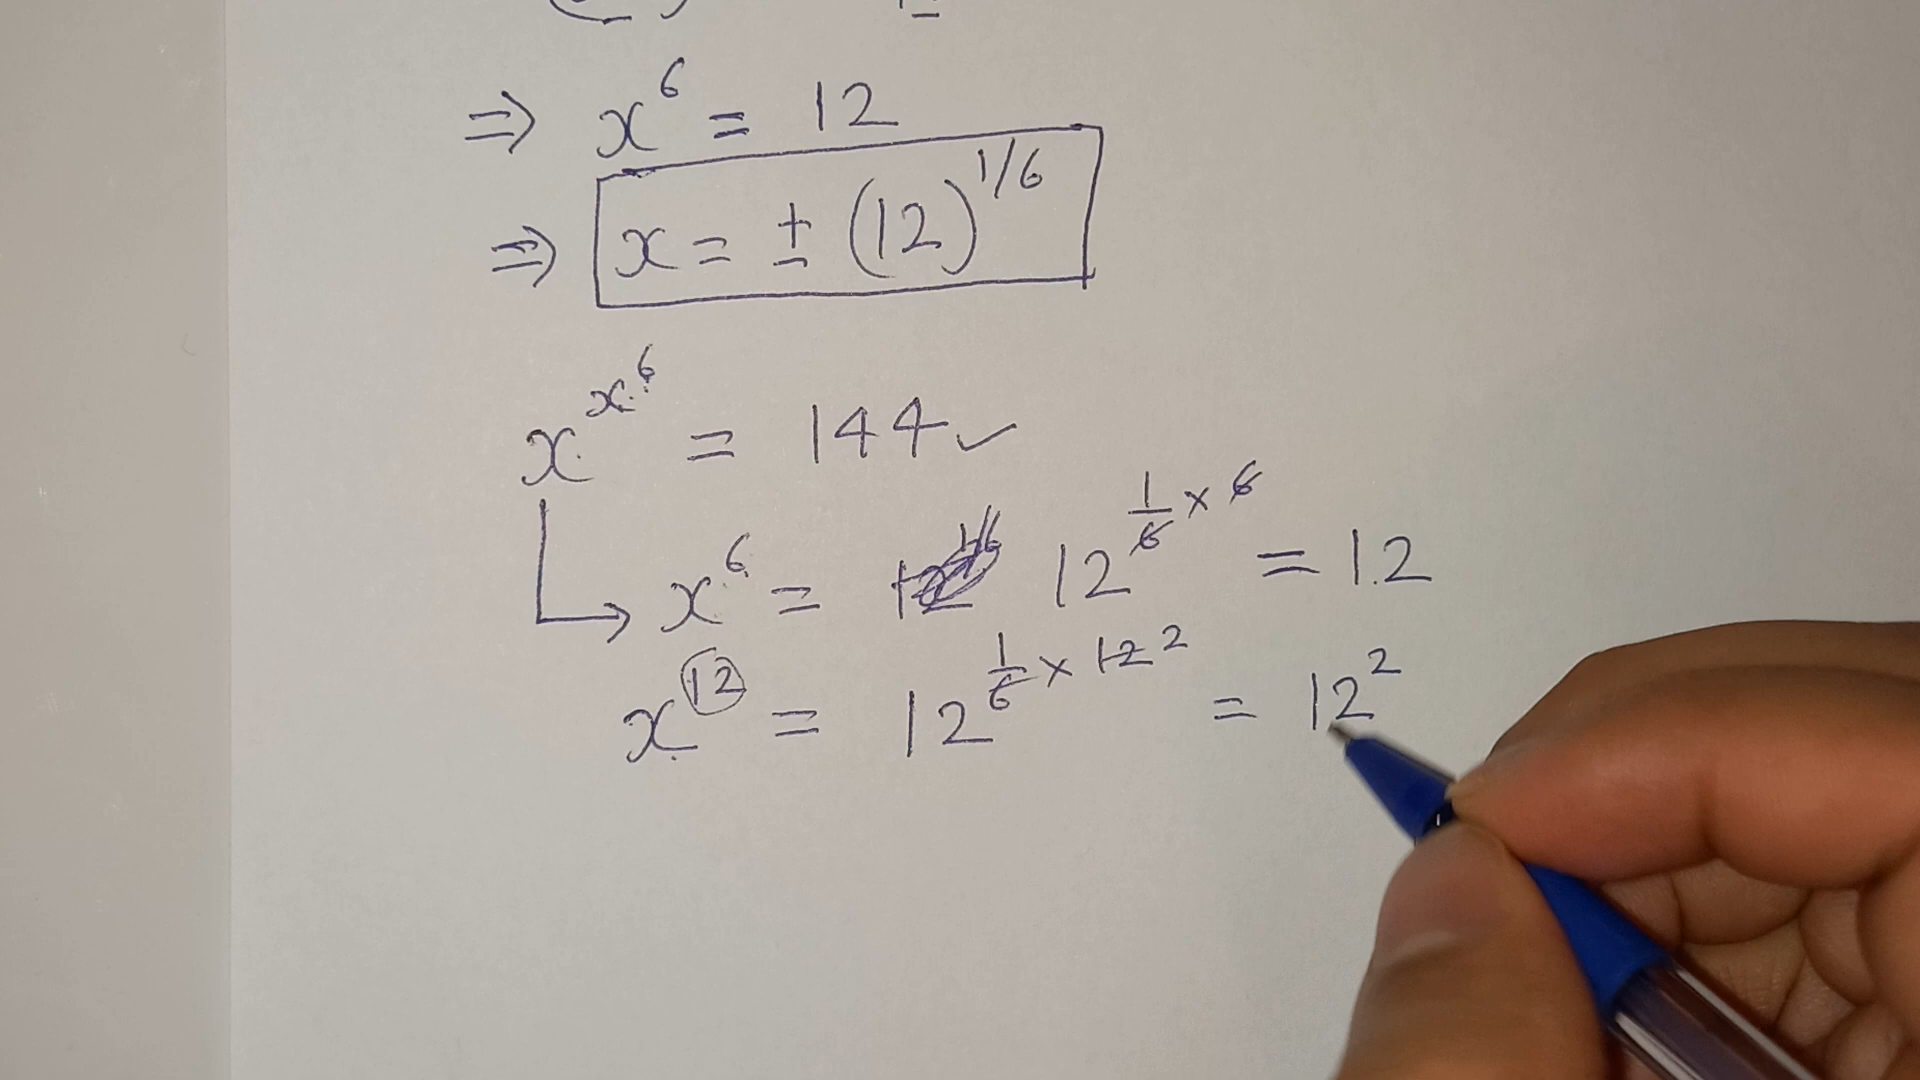 ⇒ x^6 = 12
⇒ x = ± (12)^{1/6}
x^{x^6} = 144 ✓
↳ x^6 = 12^{1/6 × 6} = 12
x^{12} = 12^{1/6 × 12 2} = 12^2